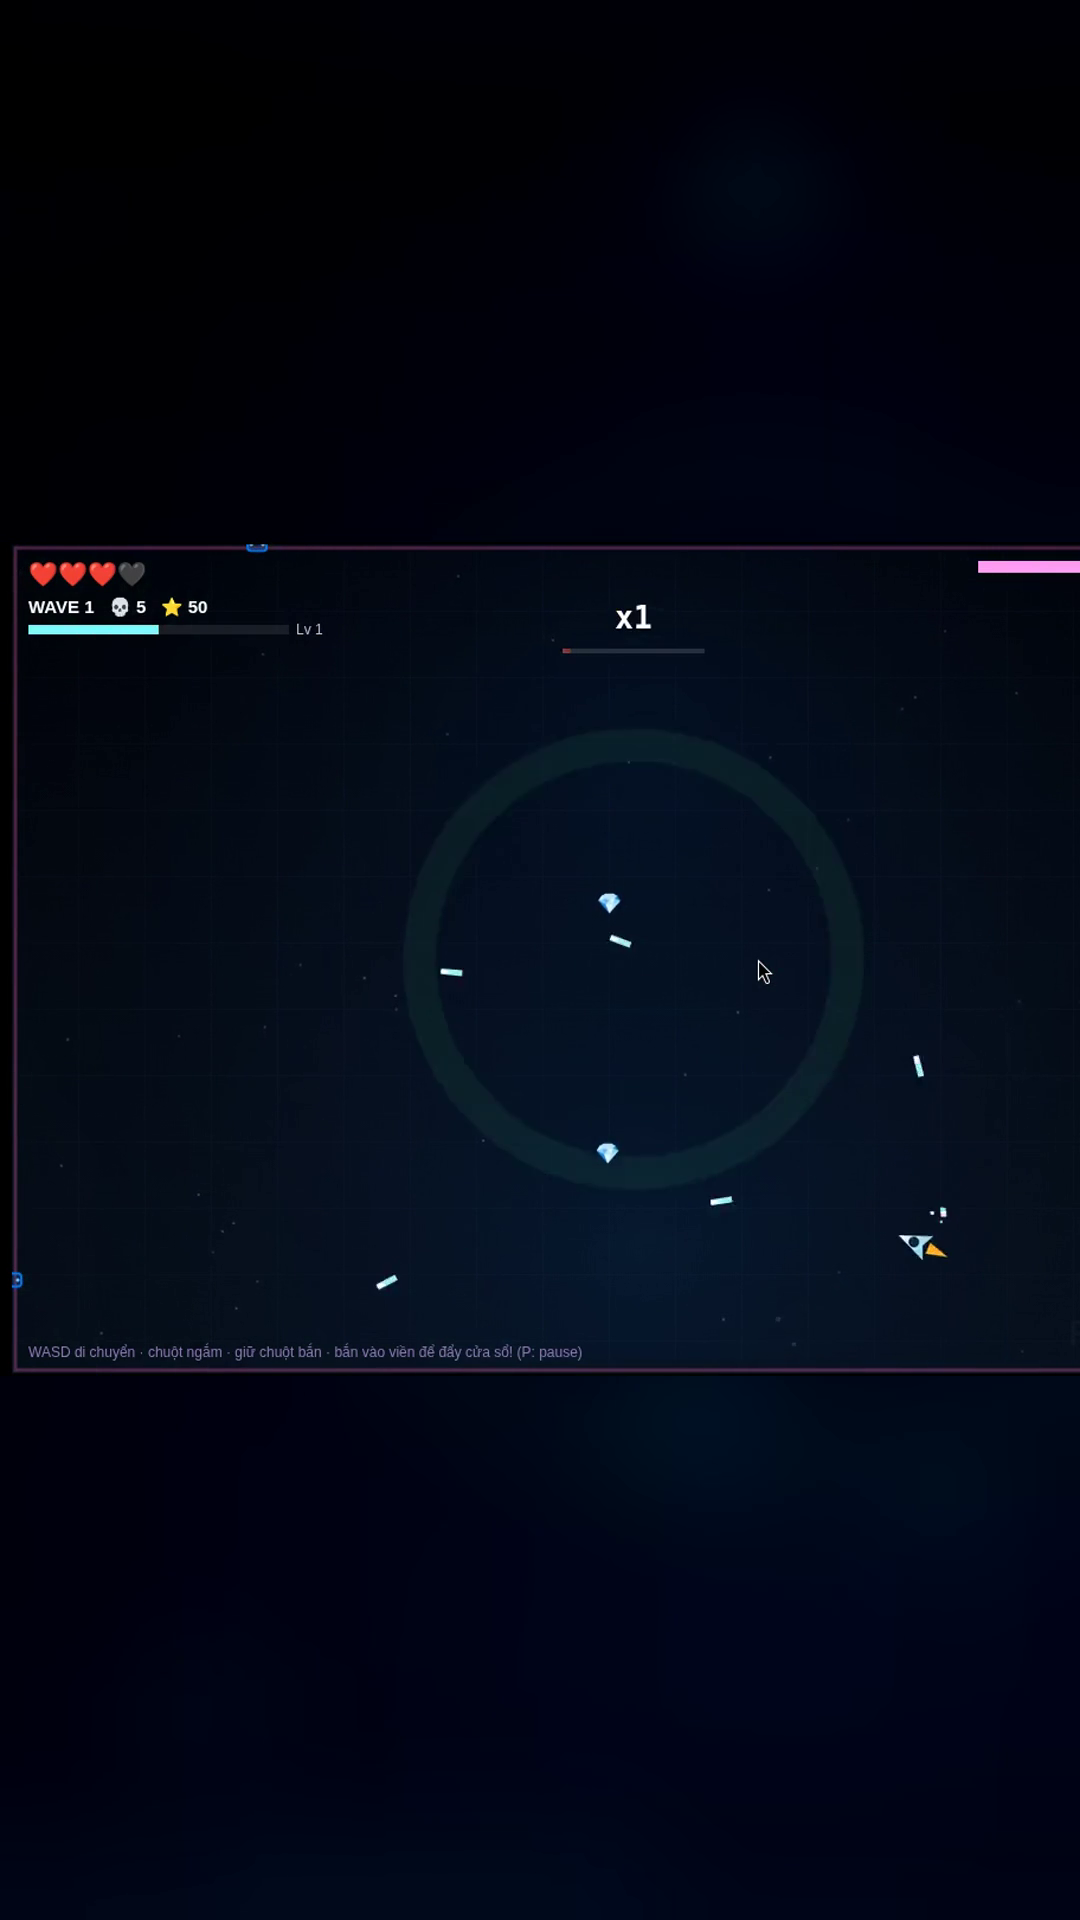 WAVE 1 💀 5 ⭐ 50
Lv 1
x1
WASD di chuyển · chuột ngắm · giữ chuột bắn · bắn vào viền để đẩy cửa sổ! (P: pause)